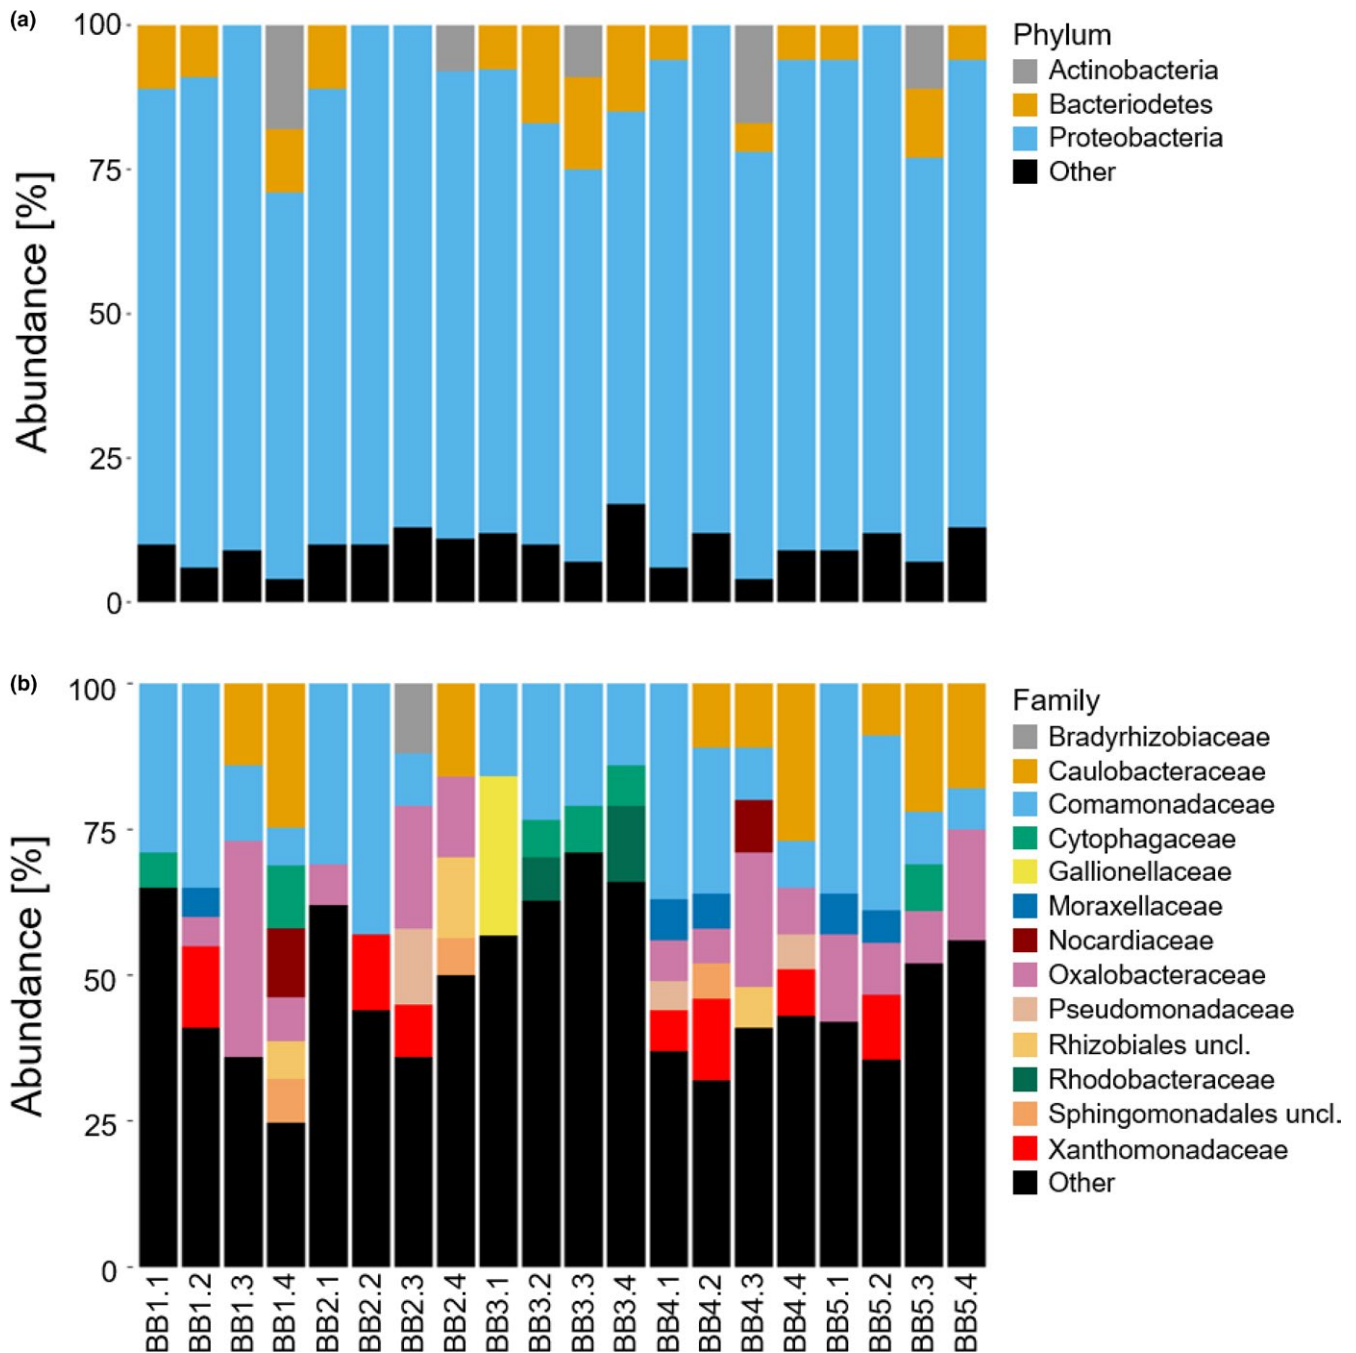 (a)
100
75
50
25
0
Abundance [%]
Phylum
Actinobacteria
Bacteriodetes
Proteobacteria
Other
(b)
100
75
50
25
0
Abundance [%]
Family
Bradyrhizobiaceae
Caulobacteraceae
Comamonadaceae
Cytophagaceae
Gallionellaceae
Moraxellaceae
Nocardiaceae
Oxalobacteraceae
Pseudomonadaceae
Rhizobiales uncl.
Rhodobacteraceae
Sphingomonadales uncl.
Xanthomonadaceae
Other
BB1.1
BB1.2
BB1.3
BB1.4
BB2.1
BB2.2
BB2.3
BB2.4
BB3.1
BB3.2
BB3.3
BB3.4
BB4.1
BB4.2
BB4.3
BB4.4
BB5.1
BB5.2
BB5.3
BB5.4